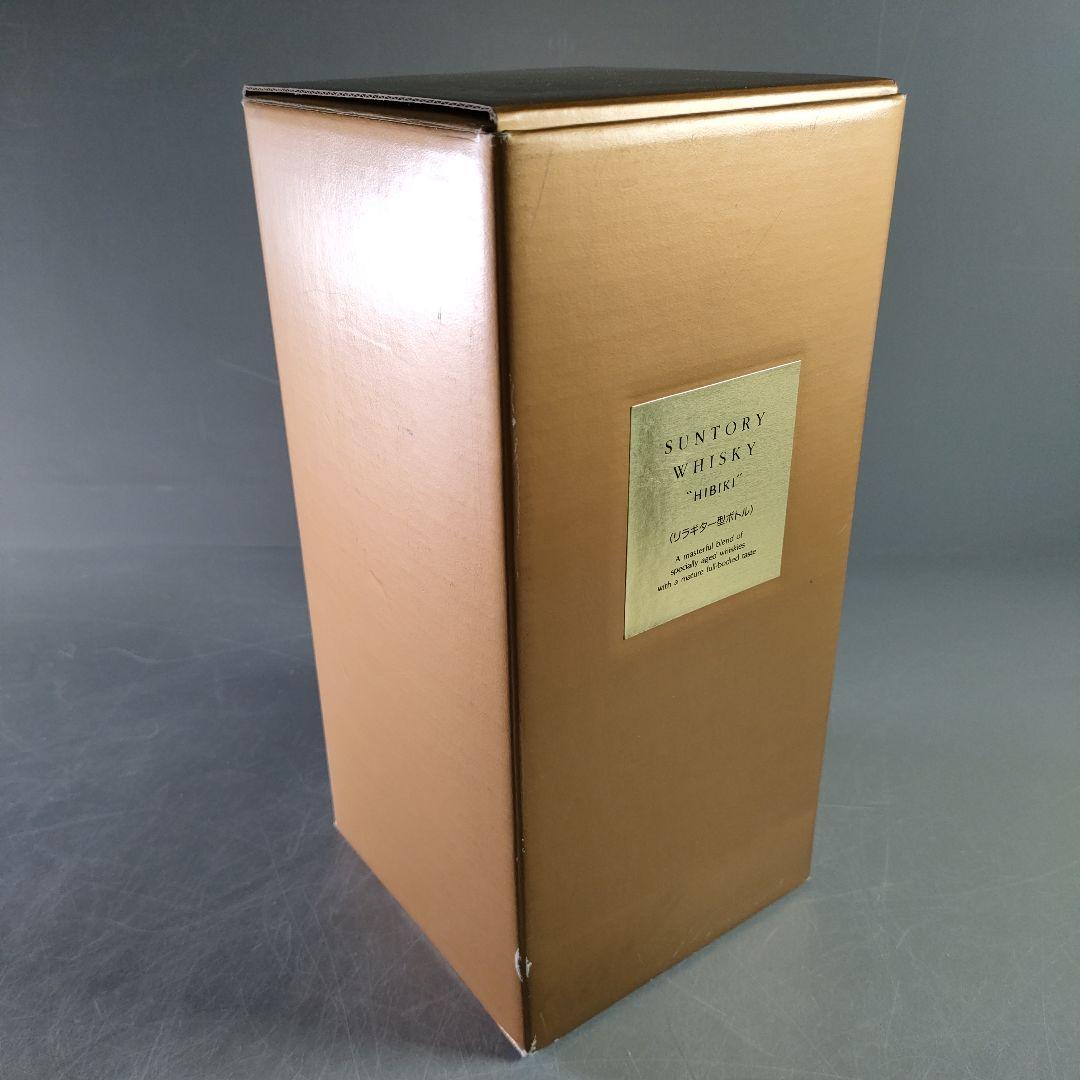 SUNTORY
WHISKY
"HIBIKI"
(リラギター型ボトル)
A masterful blend of
specially aged whiskies
with a mature full-bodied taste